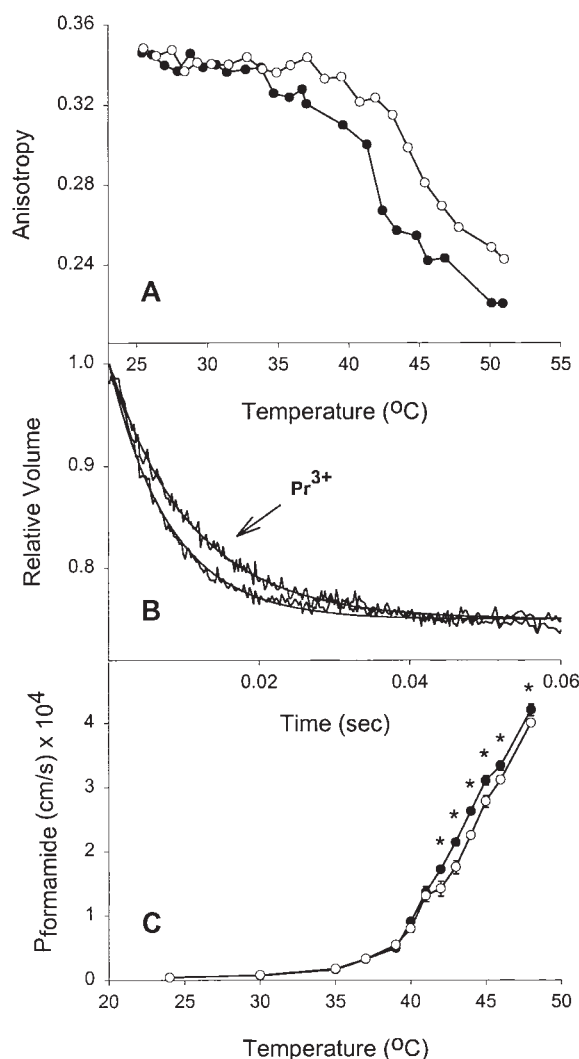 0.36
0.32
0.28
0.24
Anisotropy
A
25 30 35 40 45 50 55
Temperature (°C)
1.0
0.9
0.8
Relative Volume
Pr³⁺
B
0.02 0.04 0.06
Time (sec)
4
3
2
1
0
Pformamide (cm/s) x 10⁴
* * * * * * *
C
20 25 30 35 40 45 50
Temperature (°C)